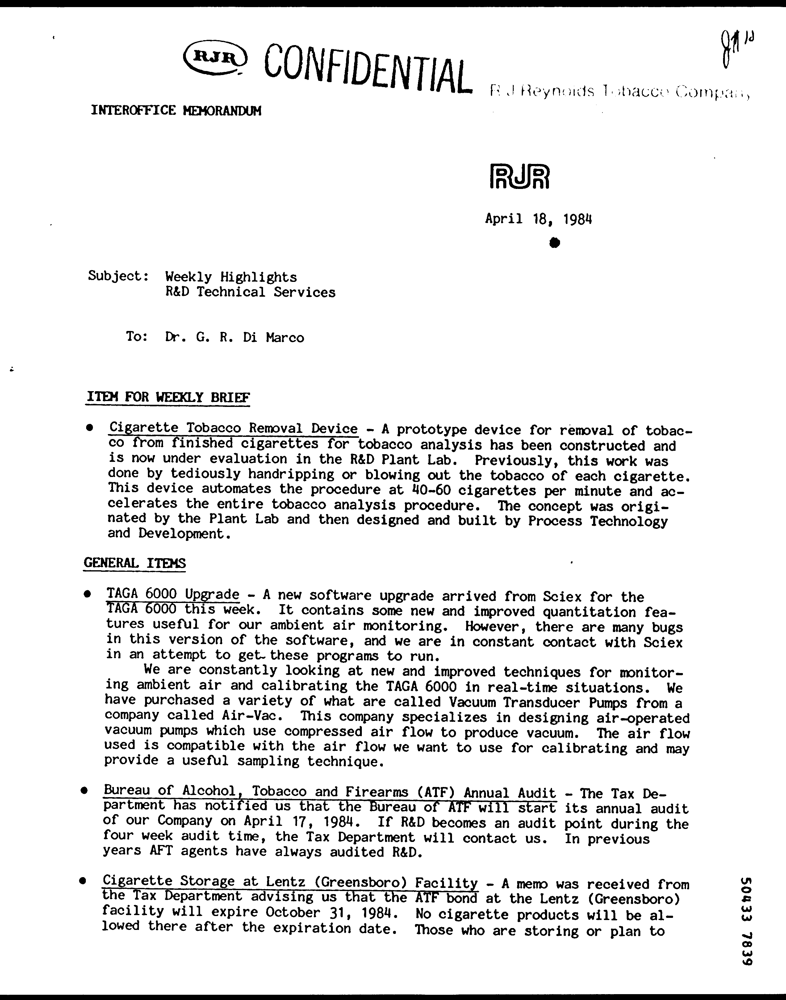 RJR CONFIDENTIAL
R J Reynolds Tobacco Company
INTEROFFICE MEMORANDUM
RJR
April 18, 1984
Subject: Weekly Highlights
R&D Technical Services
To: Dr. G. R. Di Marco
ITEM FOR WEEKLY BRIEF
• Cigarette Tobacco Removal Device - A prototype device for removal of tobac-
co from finished cigarettes for tobacco analysis has been constructed and
is now under evaluation in the R&D Plant Lab. Previously, this work was
done by tediously handripping or blowing out the tobacco of each cigarette.
This device automates the procedure at 40-60 cigarettes per minute and ac-
celerates the entire tobacco analysis procedure. The concept was origi-
nated by the Plant Lab and then designed and built by Process Technology
and Development.
GENERAL ITEMS
• TAGA 6000 Upgrade - A new software upgrade arrived from Sciex for the
TAGA 6000 this week. It contains some new and improved quantitation fea-
tures useful for our ambient air monitoring. However, there are many bugs
in this version of the software, and we are in constant contact with Sciex
in an attempt to get these programs to run.
We are constantly looking at new and improved techniques for monitor-
ing ambient air and calibrating the TAGA 6000 in real-time situations. We
have purchased a variety of what are called Vacuum Transducer Pumps from a
company called Air-Vac. This company specializes in designing air-operated
vacuum pumps which use compressed air flow to produce vacuum. The air flow
used is compatible with the air flow we want to use for calibrating and may
provide a useful sampling technique.
• Bureau of Alcohol, Tobacco and Firearms (ATF) Annual Audit - The Tax De-
partment has notified us that the Bureau of ATF will start its annual audit
of our Company on April 17, 1984. If R&D becomes an audit point during the
four week audit time, the Tax Department will contact us. In previous
years AFT agents have always audited R&D.
• Cigarette Storage at Lentz (Greensboro) Facility - A memo was received from
the Tax Department advising us that the ATF bond at the Lentz (Greensboro)
facility will expire October 31, 1984. No cigarette products will be al-
lowed there after the expiration date. Those who are storing or plan to
50433 7839